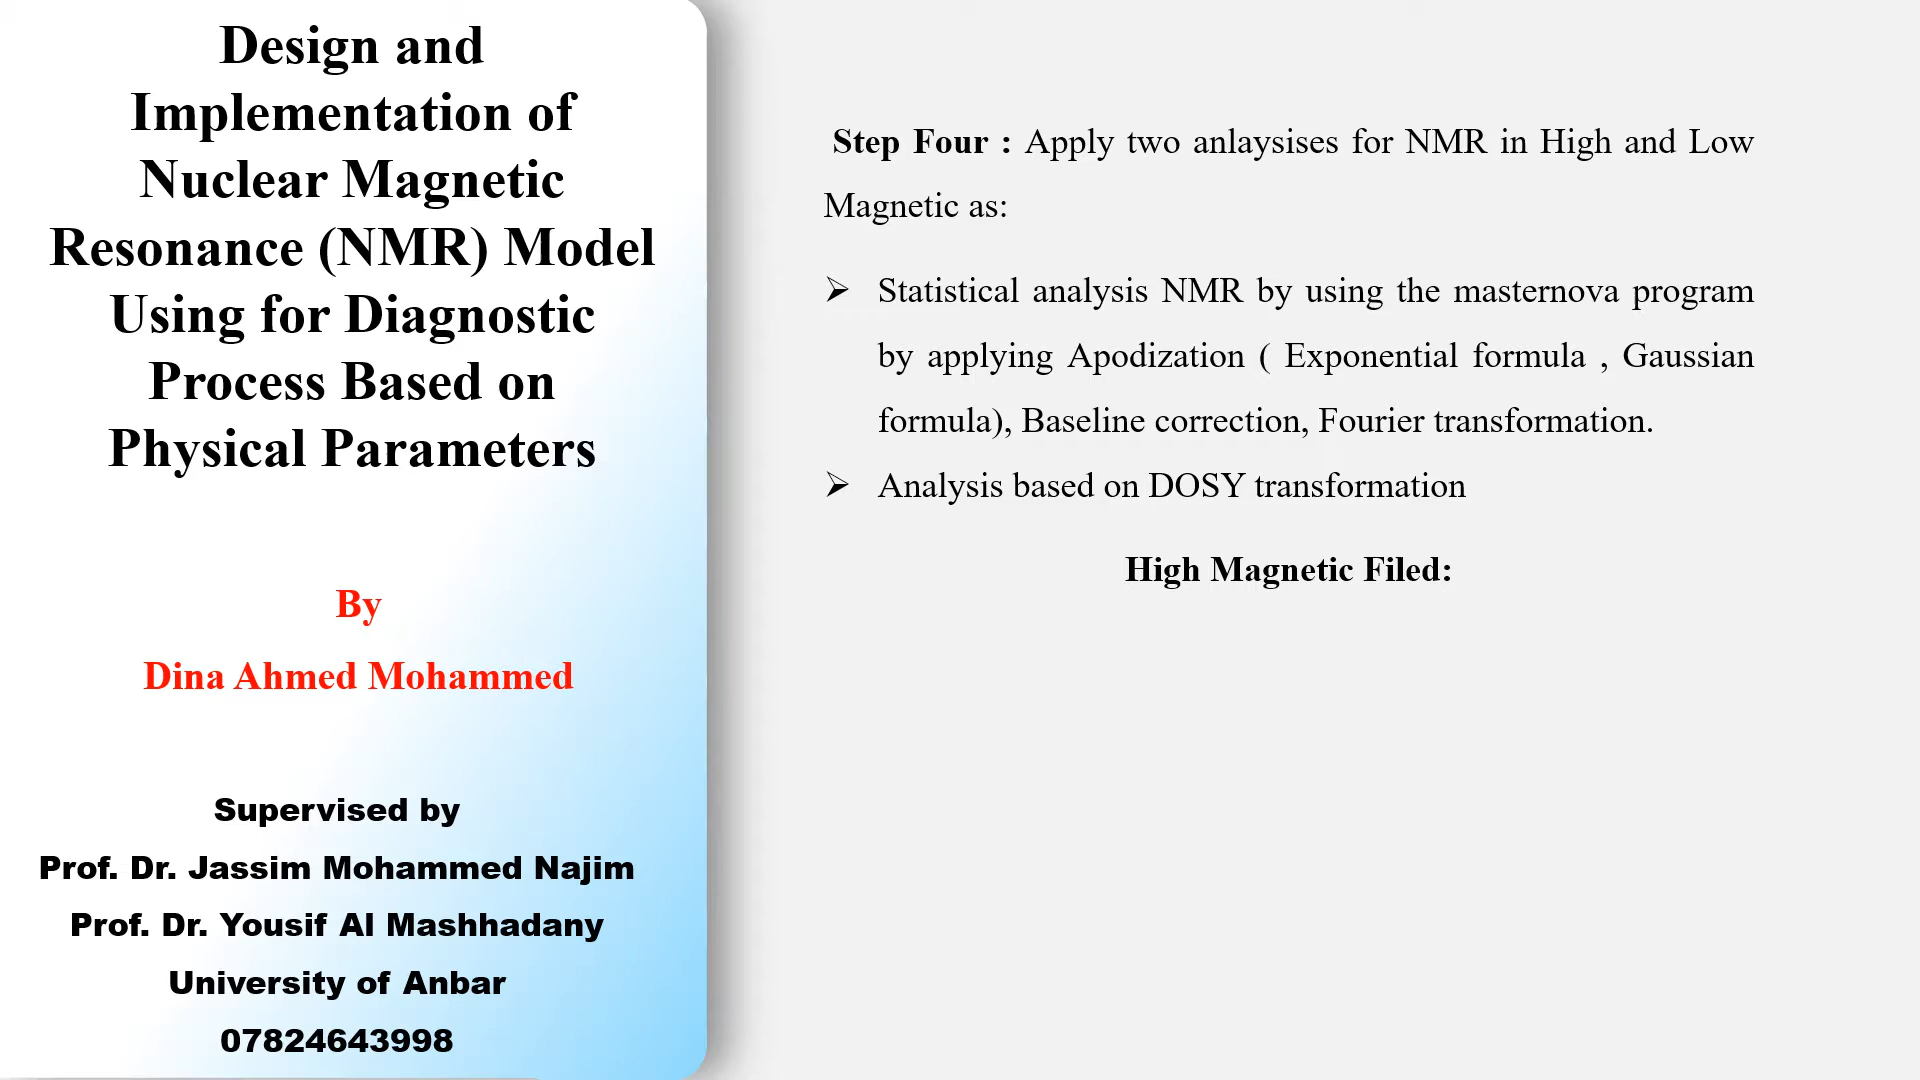 Design and
Implementation of
Nuclear Magnetic
Resonance (NMR) Model
Using for Diagnostic
Process Based on
Physical Parameters
By
Dina Ahmed Mohammed
Supervised by
Prof. Dr. Jassim Mohammed Najim
Prof. Dr. Yousif Al Mashhadany
University of Anbar
07824643998
Step Four : Apply two anlaysises for NMR in High and Low
Magnetic as:
➢ Statistical analysis NMR by using the masternova program
by applying Apodization ( Exponential formula , Gaussian
formula), Baseline correction, Fourier transformation.
➢ Analysis based on DOSY transformation
High Magnetic Filed: